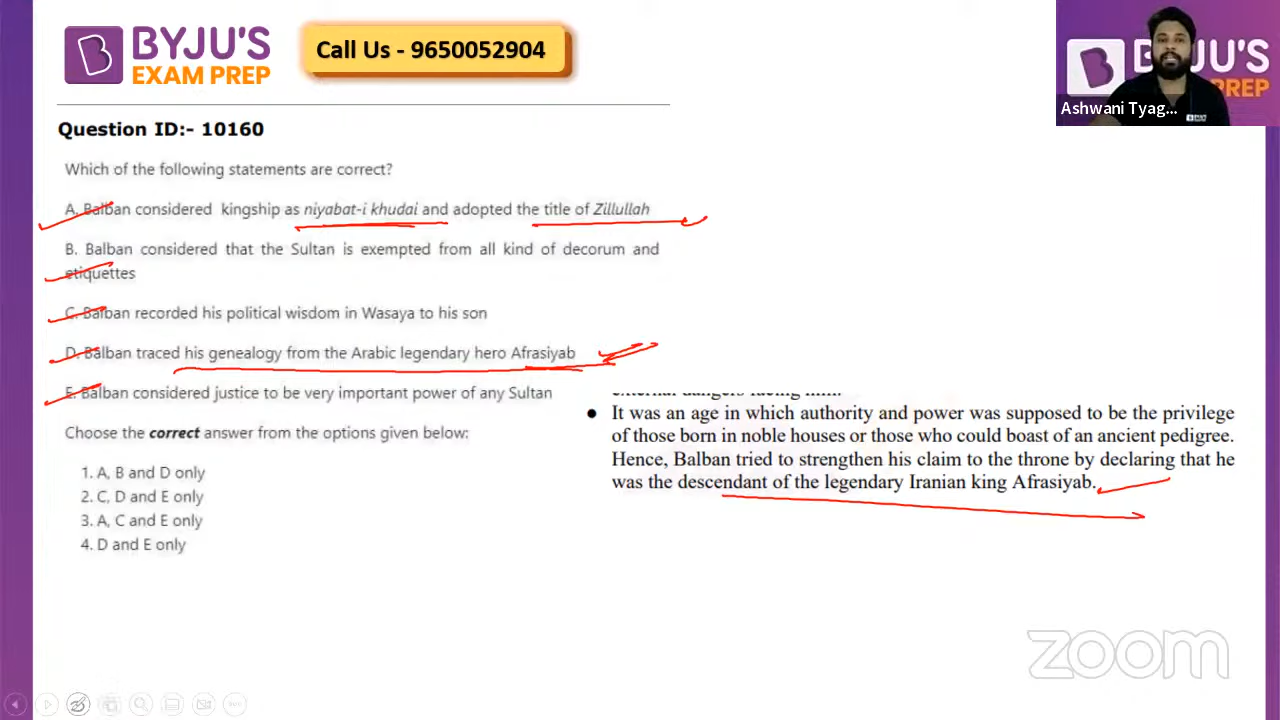 BYJU'S
EXAM PREP
Call Us - 9650052904
BYJU'S
EXAM PREP
Ashwani Tyag...
Question ID:- 10160
Which of the following statements are correct?
A. Balban considered kingship as niyabat-i khudai and adopted the title of Zillullah
B. Balban considered that the Sultan is exempted from all kind of decorum and
etiquettes
C. Balban recorded his political wisdom in Wasaya to his son
D. Balban traced his genealogy from the Arabic legendary hero Afrasiyab
E. Balban considered justice to be very important power of any Sultan
Choose the correct answer from the options given below:
1. A, B and D only
2. C, D and E only
3. A, C and E only
4. D and E only
external dangers facing him.
● It was an age in which authority and power was supposed to be the privilege
of those born in noble houses or those who could boast of an ancient pedigree.
Hence, Balban tried to strengthen his claim to the throne by declaring that he
was the descendant of the legendary Iranian king Afrasiyab.
zoom